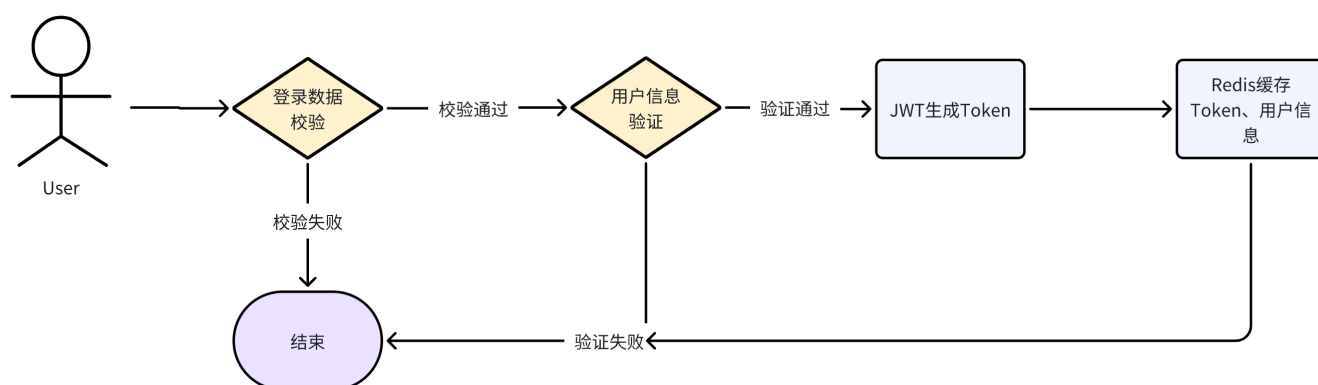 登录数据
校验
校验通过
用户信息
验证
验证通过
JWT生成Token
Redis缓存
Token、用户信
息
User
校验失败
结束
验证失败